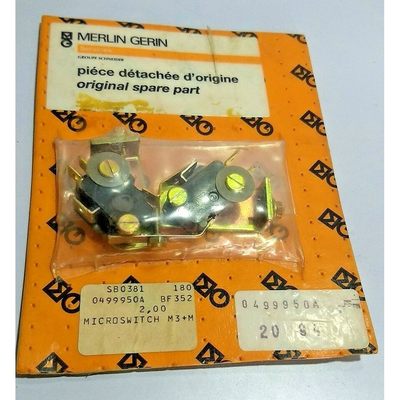 MERLIN GERIN
GROUPE SCHNEIDER
piéce détachée d'origine
original spare part
SB0381 180
0499950A BF352
2,00
MICROSWITCH M3+M
0499950A
20 94